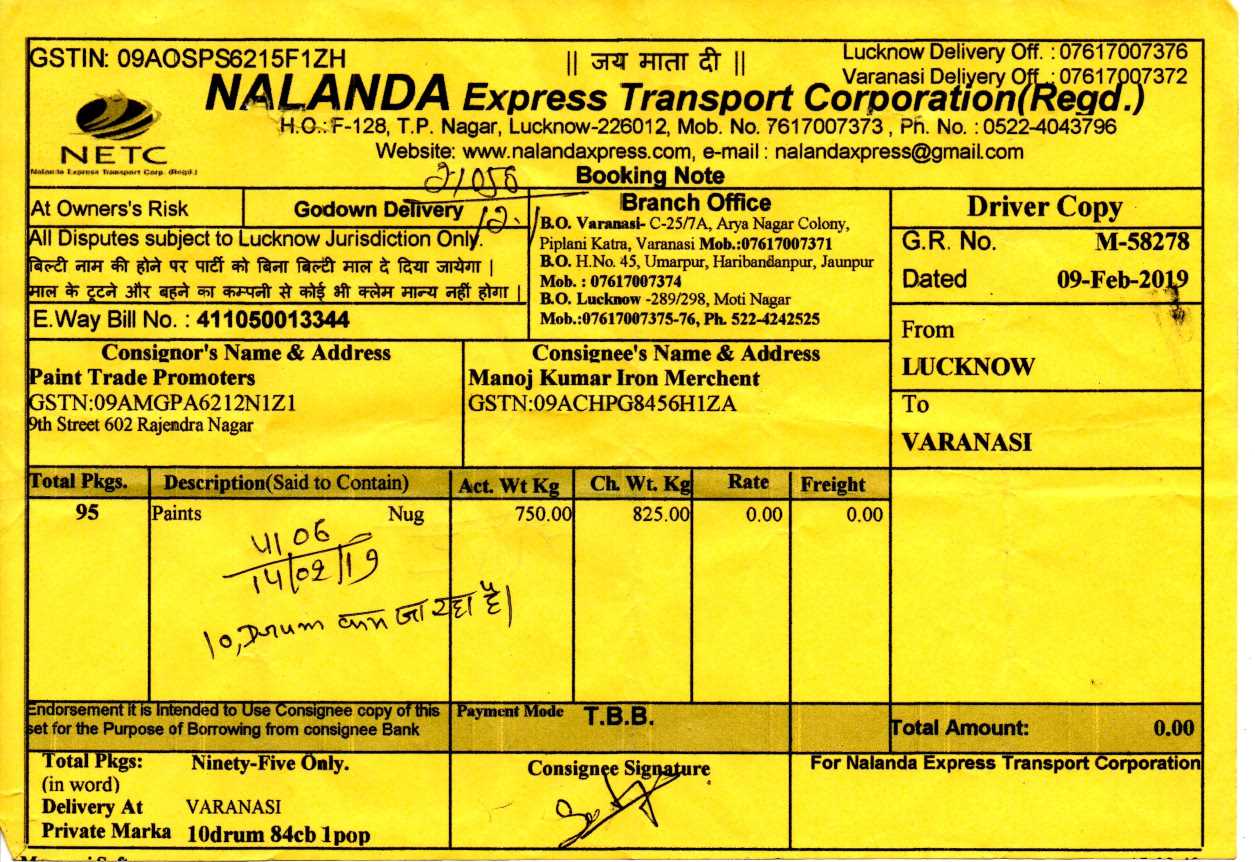 GSTIN: 09AOSPS6215F1ZH
|| जय माता दी ||
Lucknow Delivery Off. : 07617007376
Varanasi Delivery Off. : 07617007372
NALANDA Express Transport Corporation(Regd.)
H.O.: F-128, T.P. Nagar, Lucknow-226012, Mob. No. 7617007373 , Ph. No. : 0522-4043796
Website: www.nalandaxpress.com, e-mail : nalandaxpress@gmail.com
NETC
Nalanda Express Transport Corp. (Regd.)
Booking Note
21056
At Owners's Risk
Godown Delivery
All Disputes subject to Lucknow Jurisdiction Only.
बिल्टी नाम की होने पर पार्टी को बिना बिल्टी माल दे दिया जायेगा |
माल के टूटने और बहने का कम्पनी से कोई भी क्लेम मान्य नहीं होगा |
E.Way Bill No. : 411050013344
Branch Office
B.O. Varanasi- C-25/7A, Arya Nagar Colony,
Piplani Katra, Varanasi Mob.:07617007371
B.O. H.No. 45, Umarpur, Haribandanpur, Jaunpur
Mob. : 07617007374
B.O. Lucknow -289/298, Moti Nagar
Mob.:07617007375-76, Ph. 522-4242525
Driver Copy
G.R. No. M-58278
Dated 09-Feb-2019
From
LUCKNOW
To
VARANASI
Consignor's Name & Address
Paint Trade Promoters
GSTN:09AMGPA6212N1Z1
9th Street 602 Rajendra Nagar
Consignee's Name & Address
Manoj Kumar Iron Merchent
GSTN:09ACHPG8456H1ZA
Total Pkgs. Description(Said to Contain) Act. Wt Kg Ch. Wt. Kg Rate Freight
95 Paints Nug 750.00 825.00 0.00 0.00
4106
14/02/19
10, Drum कम जा रहा है।
Endorsement it is Intended to Use Consignee copy of this
set for the Purpose of Borrowing from consignee Bank
Payment Mode T.B.B.
Total Amount: 0.00
Total Pkgs: Ninety-Five Only.
(in word)
Delivery At VARANASI
Private Marka 10drum 84cb 1pop
Consignee Signature
For Nalanda Express Transport Corporation